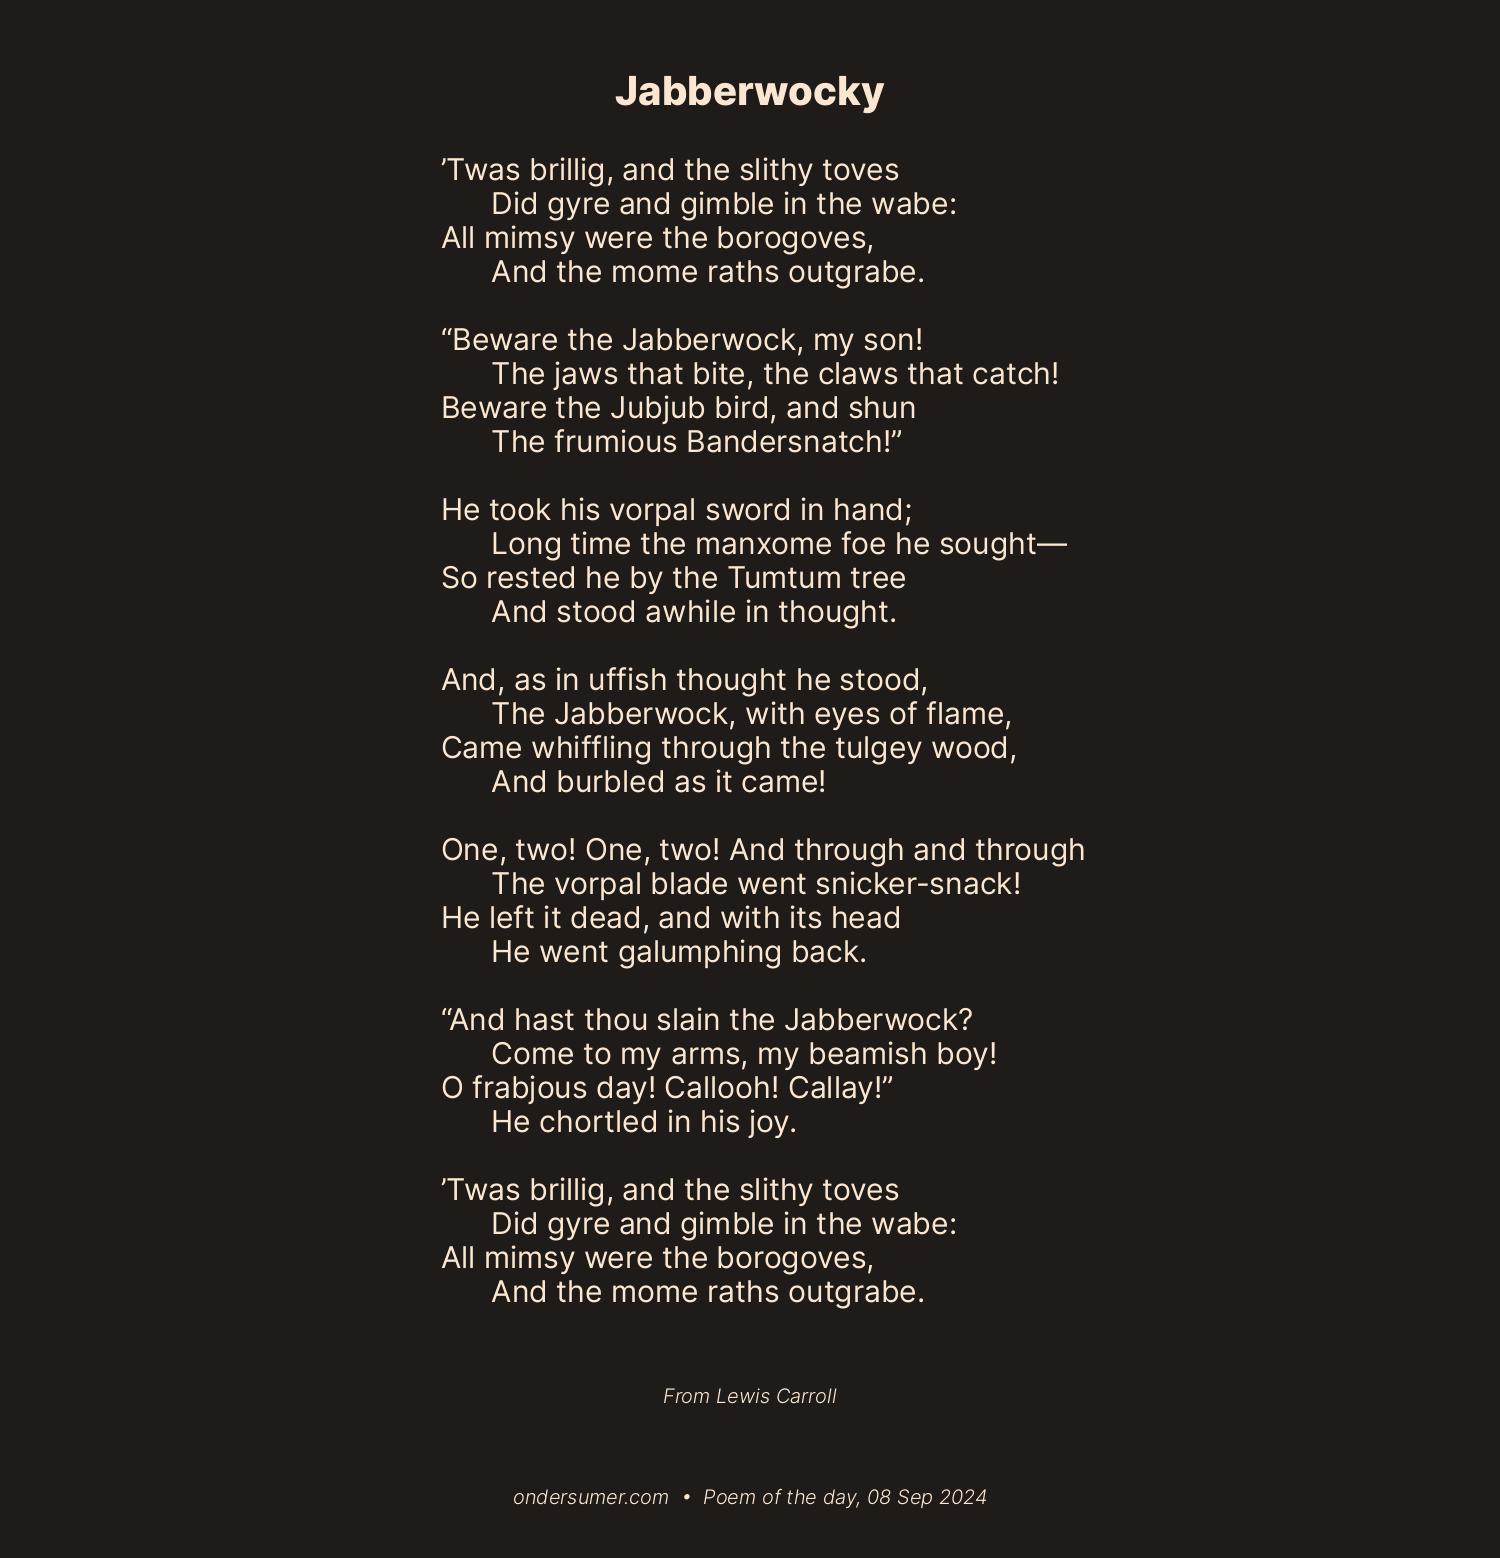 Jabberwocky
’Twas brillig, and the slithy toves
Did gyre and gimble in the wabe:
All mimsy were the borogoves,
And the mome raths outgrabe.
“Beware the Jabberwock, my son!
The jaws that bite, the claws that catch!
Beware the Jubjub bird, and shun
The frumious Bandersnatch!”
He took his vorpal sword in hand;
Long time the manxome foe he sought—
So rested he by the Tumtum tree
And stood awhile in thought.
And, as in uffish thought he stood,
The Jabberwock, with eyes of flame,
Came whiffling through the tulgey wood,
And burbled as it came!
One, two! One, two! And through and through
The vorpal blade went snicker-snack!
He left it dead, and with its head
He went galumphing back.
“And hast thou slain the Jabberwock?
Come to my arms, my beamish boy!
O frabjous day! Callooh! Callay!”
He chortled in his joy.
’Twas brillig, and the slithy toves
Did gyre and gimble in the wabe:
All mimsy were the borogoves,
And the mome raths outgrabe.
From Lewis Carroll
ondersumer.com • Poem of the day, 08 Sep 2024